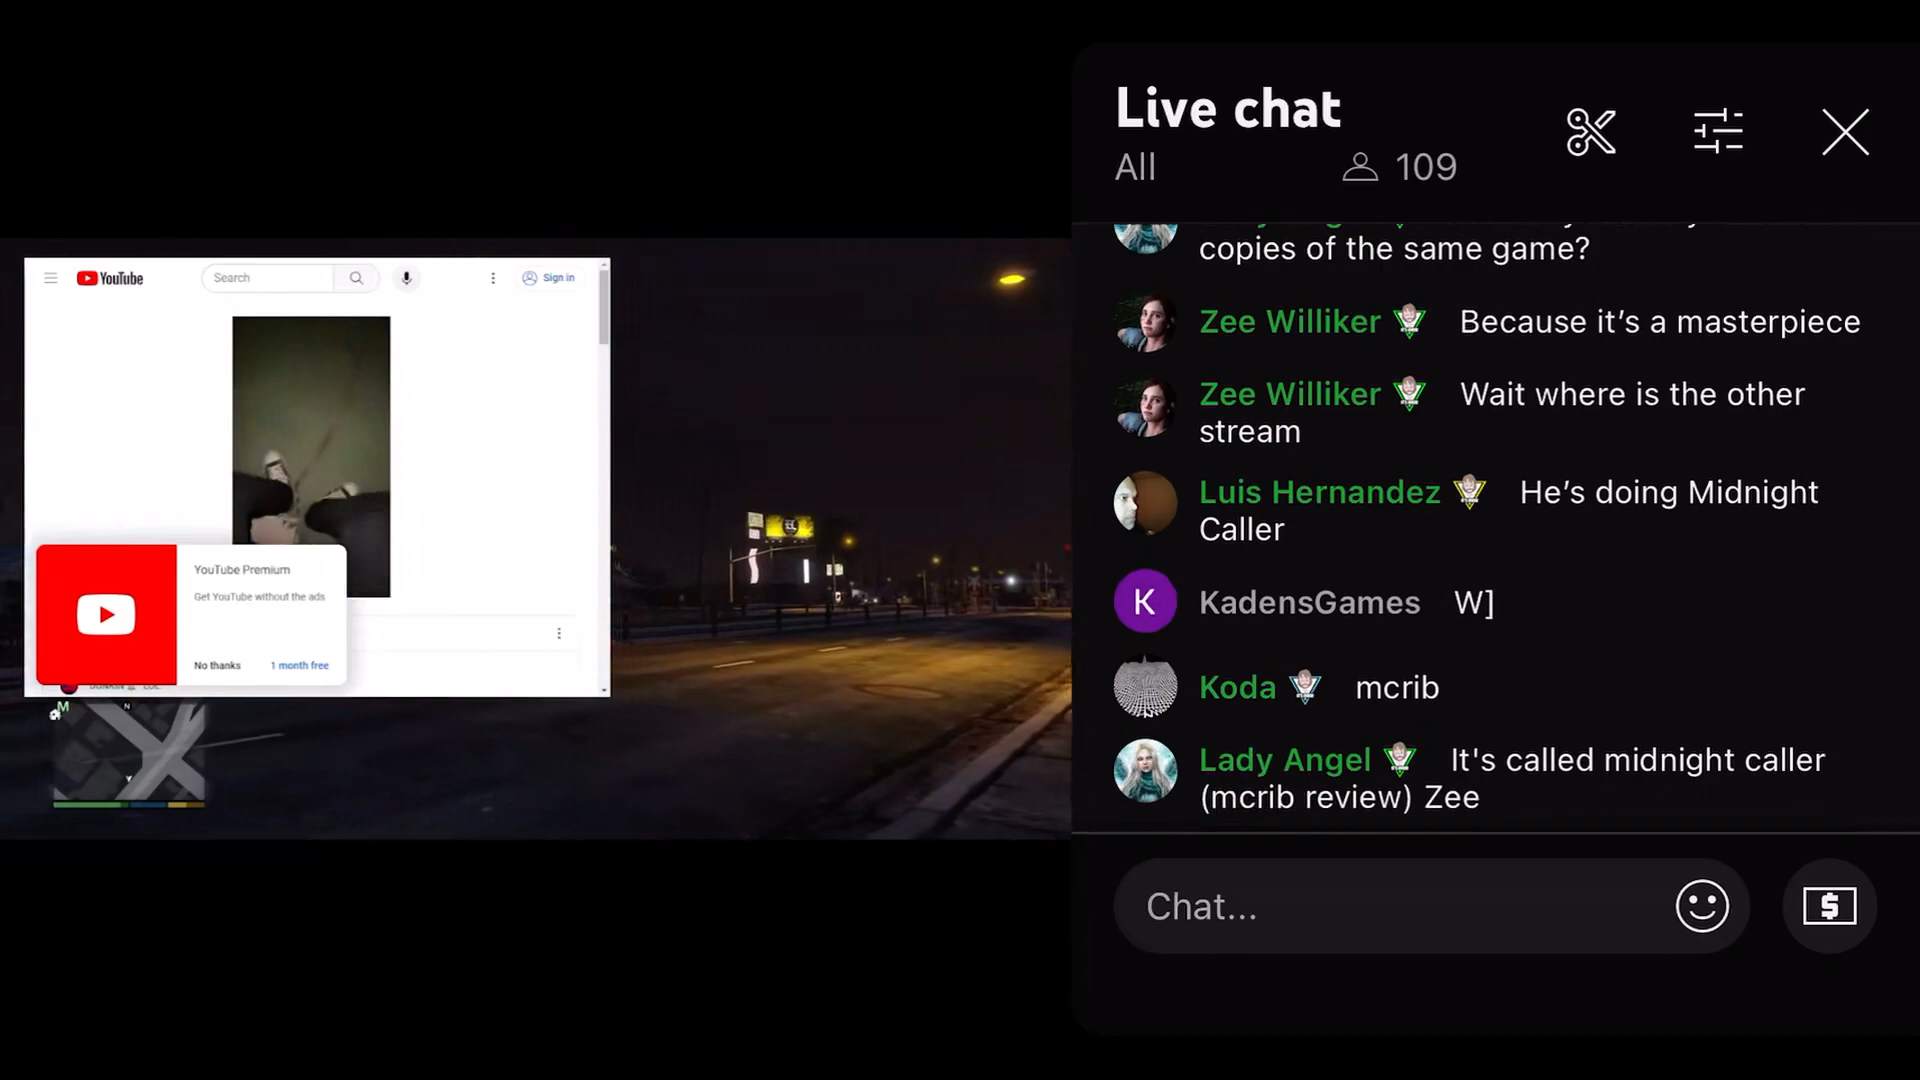 Live chat
All
109
copies of the same game?
Zee Williker Because it’s a masterpiece
Zee Williker Wait where is the other
stream
Luis Hernandez He’s doing Midnight
Caller
K
KadensGames W]
Koda mcrib
Lady Angel It's called midnight caller
(mcrib review) Zee
Chat...
YouTube
Search
Sign in
YouTube Premium
Get YouTube without the ads
No thanks 1 month free
M
N